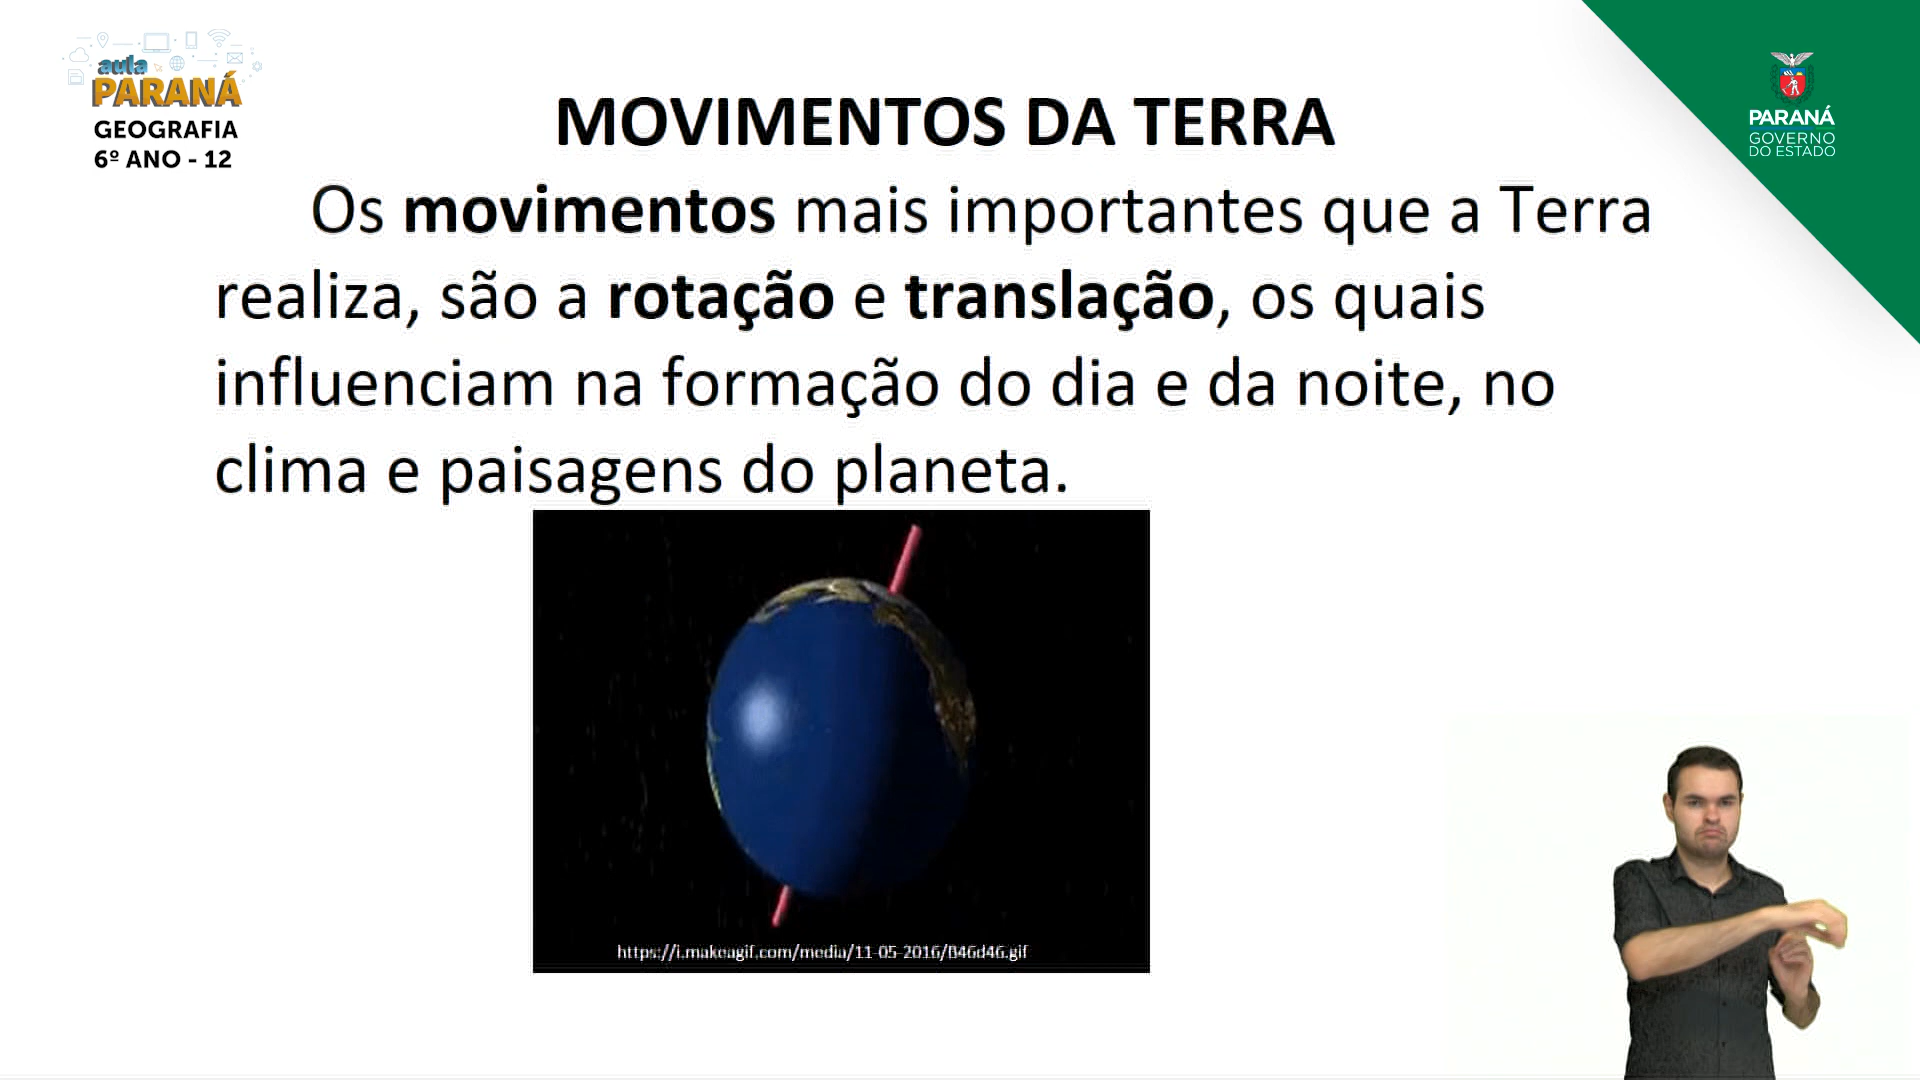 aula
PARANÁ
GEOGRAFIA
6º ANO - 12
PARANÁ
GOVERNO
DO ESTADO
MOVIMENTOS DA TERRA
Os movimentos mais importantes que a Terra
realiza, são a rotação e translação, os quais
influenciam na formação do dia e da noite, no
clima e paisagens do planeta.
https://i.makeagif.com/media/11-05-2016/B46d46.gif